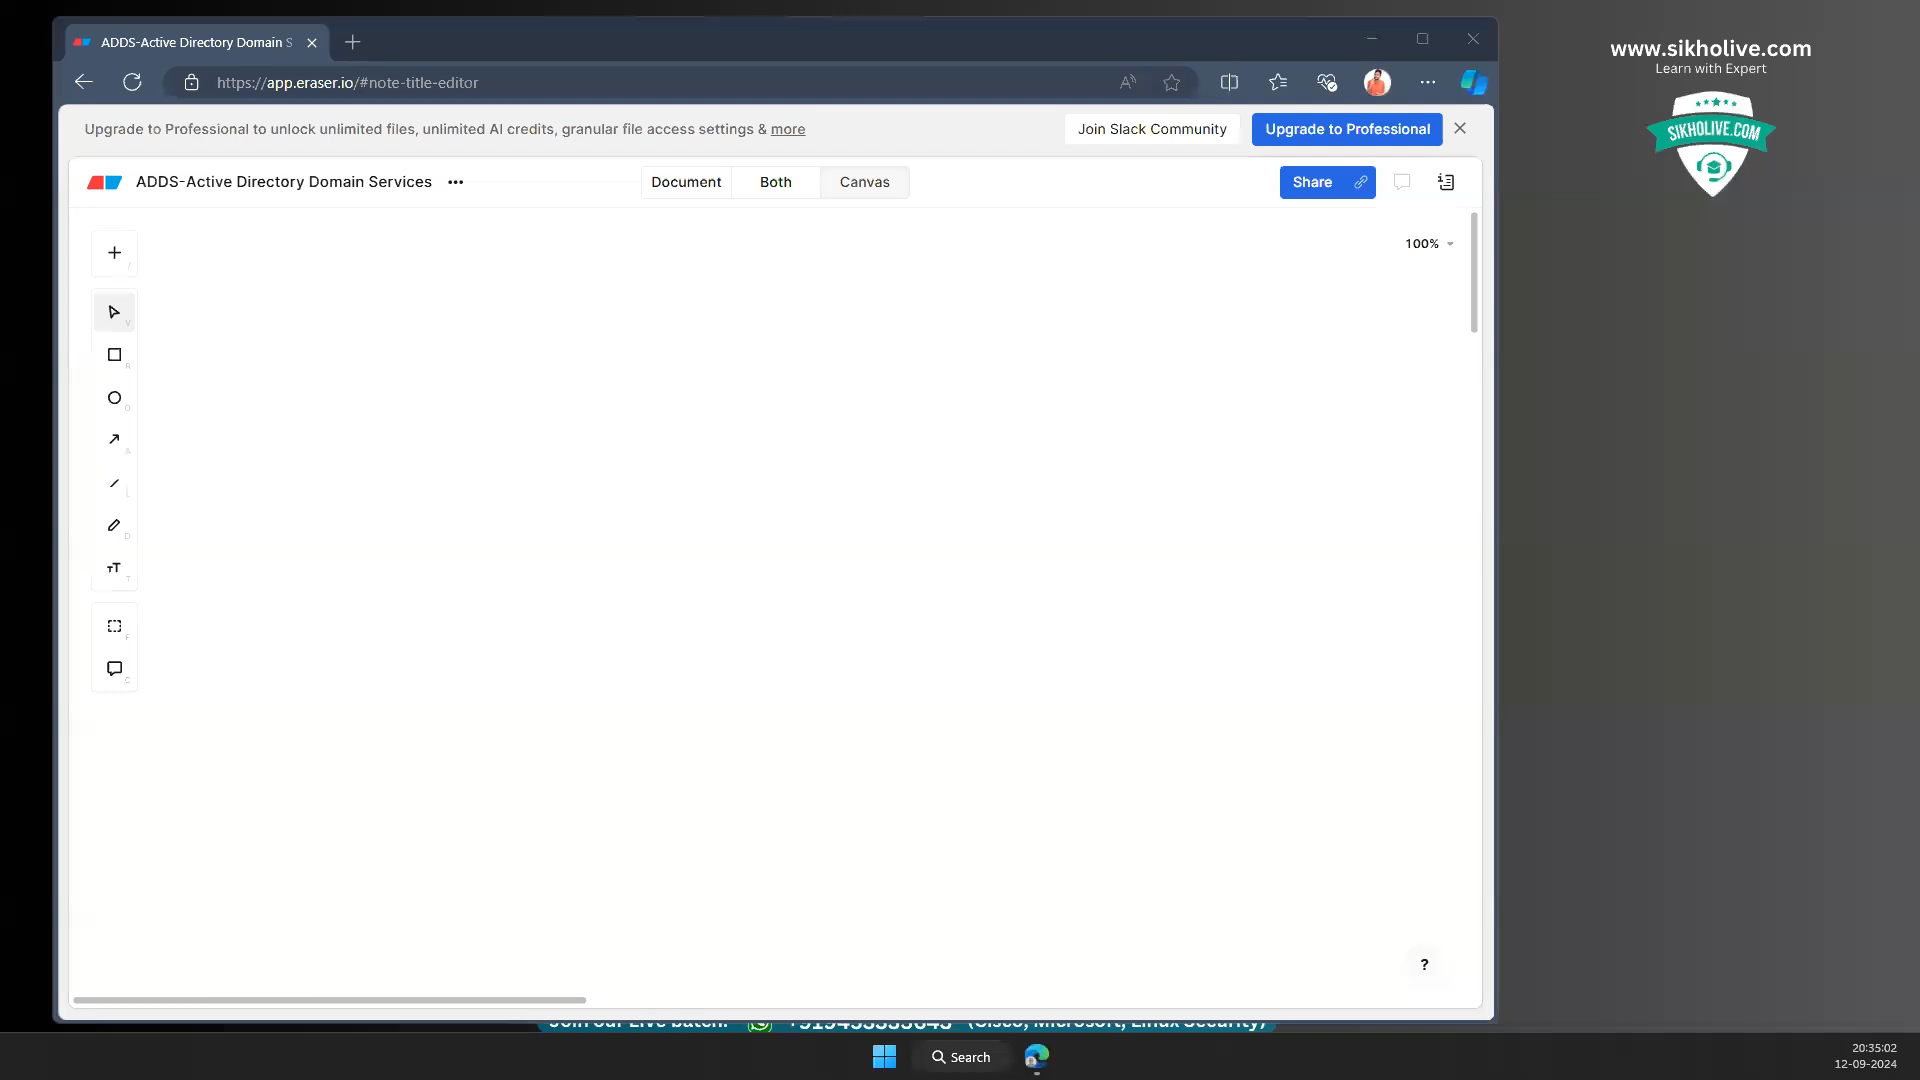 ADDS-Active Directory Domain S
https://app.eraser.io/#note-title-editor
www.sikholive.com
Learn with Expert
SIKHOLIVE.COM
Upgrade to Professional to unlock unlimited files, unlimited AI credits, granular file access settings & more
Join Slack Community
Upgrade to Professional
ADDS-Active Directory Domain Services
Document
Both
Canvas
Share
100%
/
V
R
O
A
L
D
T
F
C
?
Join our Live batch: +919453333643 (Cisco, Microsoft, Linux Security)
Search
20:35:02
12-09-2024